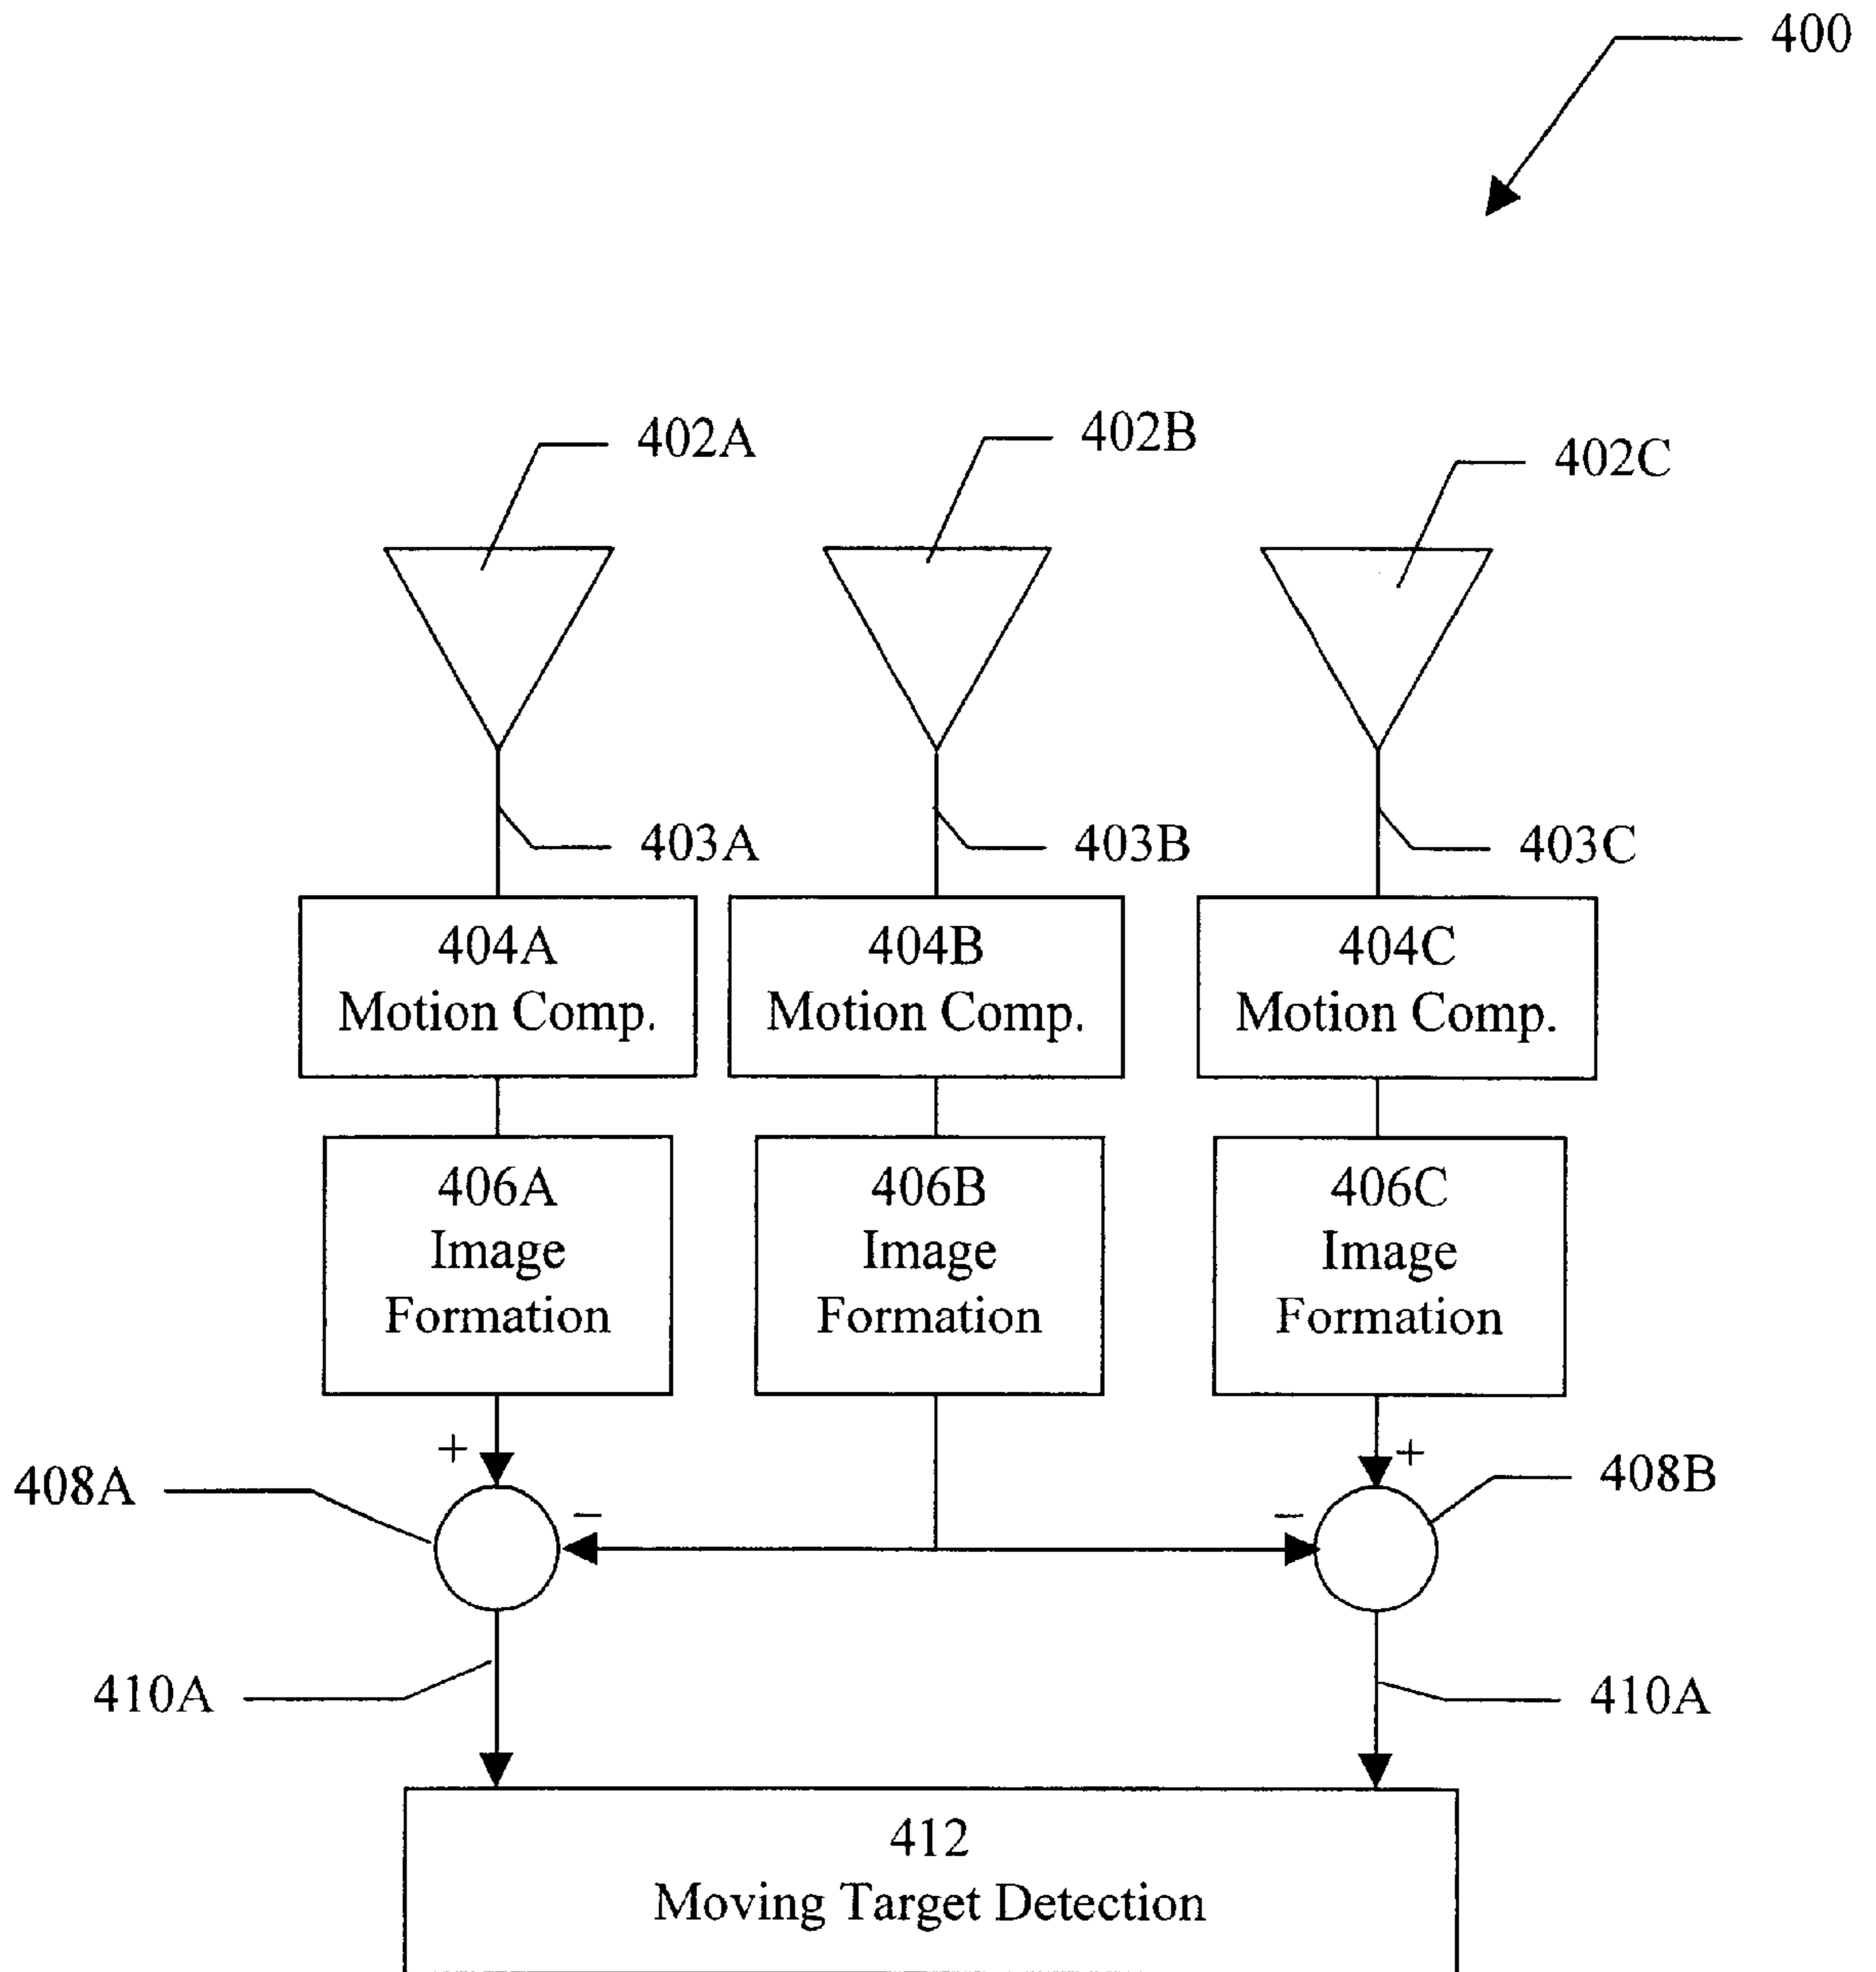 400
402A
402B
402C
403A
403B
403C
404A
Motion Comp.
404B
Motion Comp.
404C
Motion Comp.
406A
Image
Formation
406B
Image
Formation
406C
Image
Formation
+
+
408A
−
−
408B
410A
410A
412
Moving Target Detection